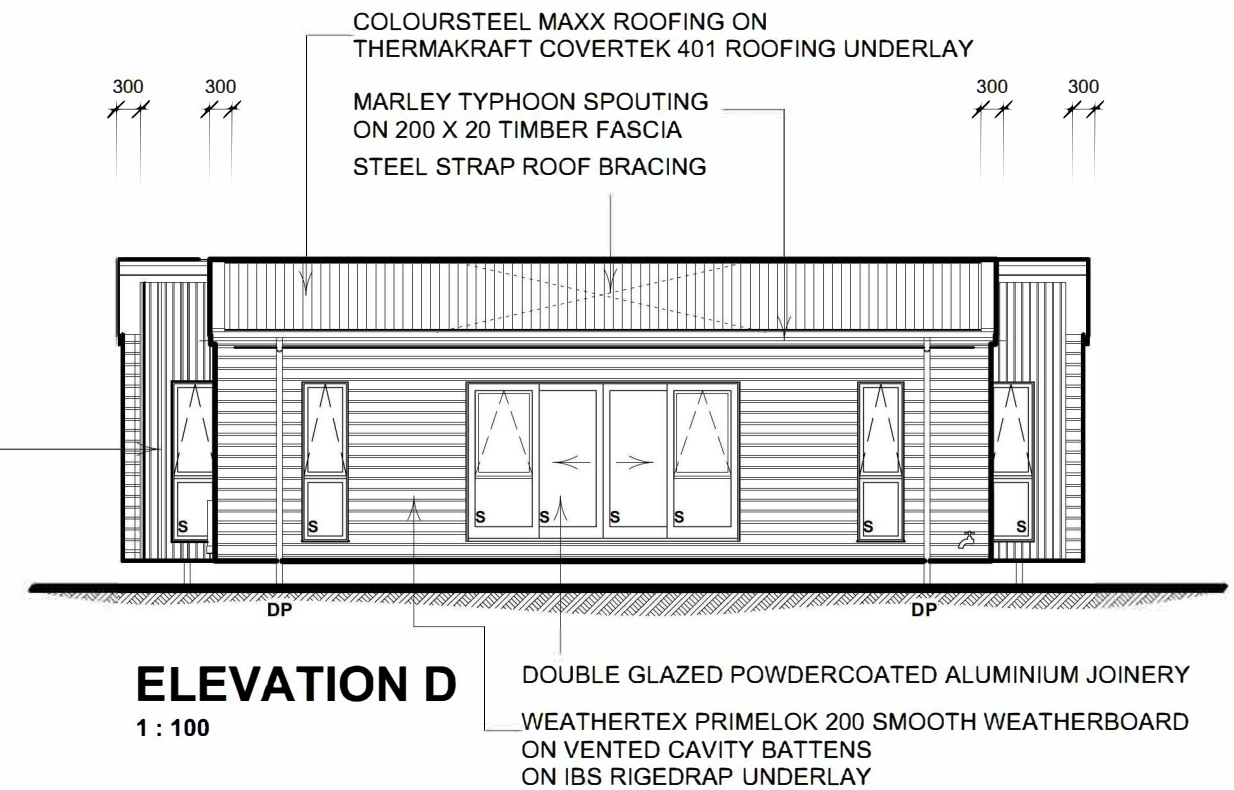 COLOURSTEEL MAXX ROOFING ON
THERMAKRAFT COVERTEK 401 ROOFING UNDERLAY
300
300
300
300
MARLEY TYPHOON SPOUTING
ON 200 X 20 TIMBER FASCIA
STEEL STRAP ROOF BRACING
S
S
S
S
S
S
S
S
DP
DP
ELEVATION D
1 : 100
DOUBLE GLAZED POWDERCOATED ALUMINIUM JOINERY
WEATHERTEX PRIMELOK 200 SMOOTH WEATHERBOARD
ON VENTED CAVITY BATTENS
ON IBS RIGEDRAP UNDERLAY